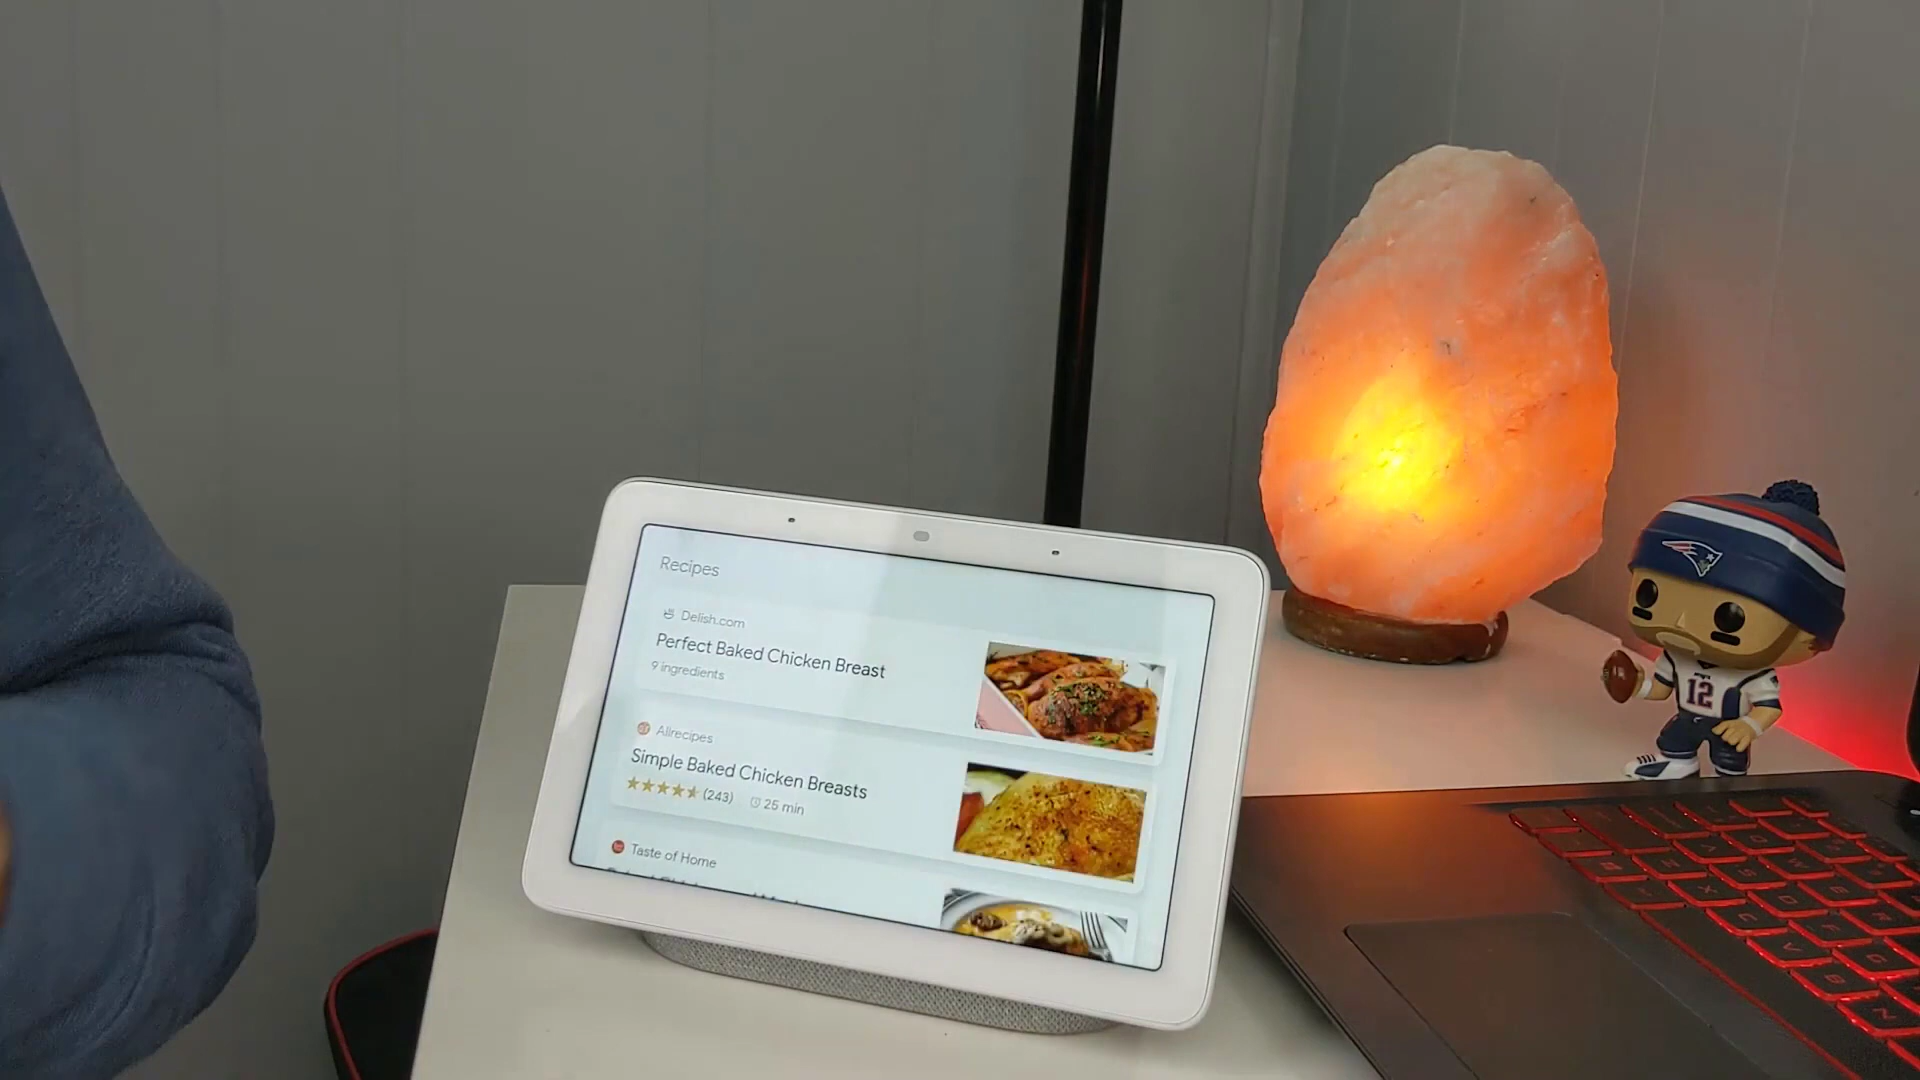 Recipes
Delish.com
Perfect Baked Chicken Breast
9 ingredients
Allrecipes
Simple Baked Chicken Breasts
(243) 25 min
Taste of Home
12